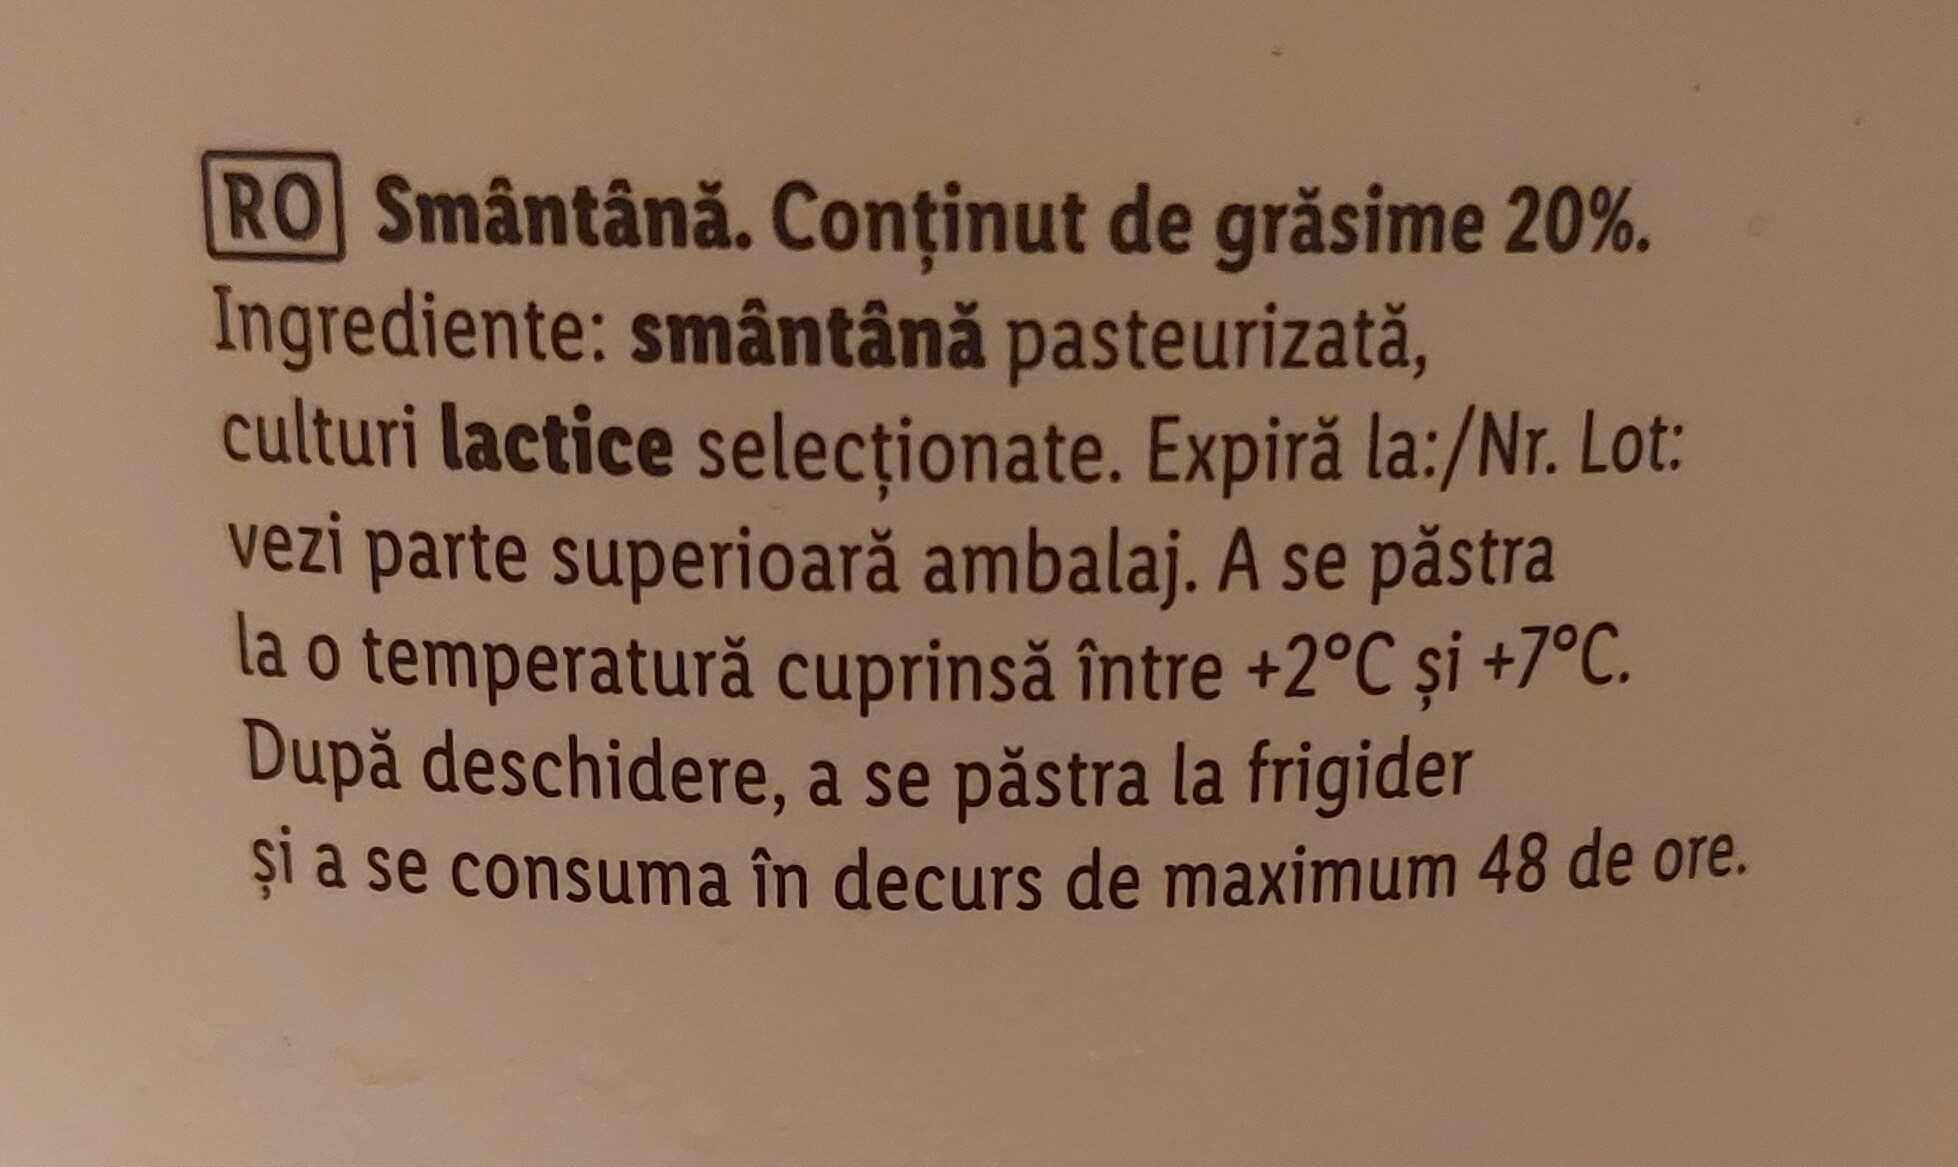 RO Smântână. Conținut de grăsime 20%.
Ingrediente: smântână pasteurizată,
culturi lactice selecționate. Expiră la:/Nr. Lot:
vezi parte superioară ambalaj. A se păstra
la o temperatură cuprinsă între +2°C și +7°C.
După deschidere, a se păstra la frigider
și a se consuma în decurs de maximum 48 de ore.